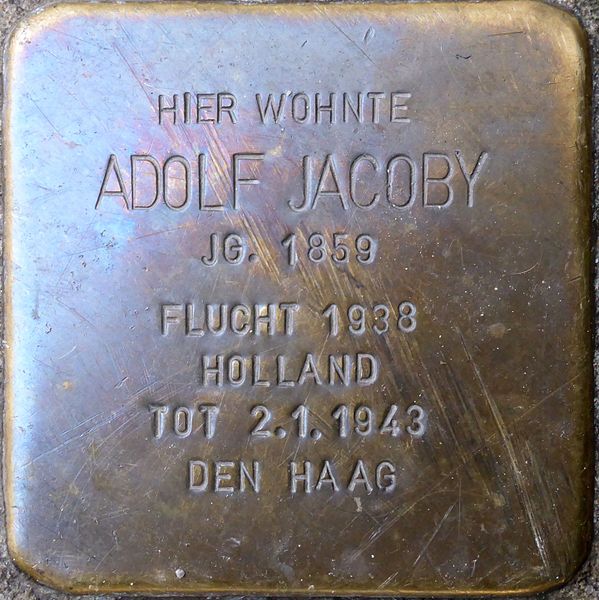 HIER WOHNTE
ADOLF JACOBY
JG. 1859
FLUCHT 1938
HOLLAND
TOT 2.1.1943
DEN HAAG